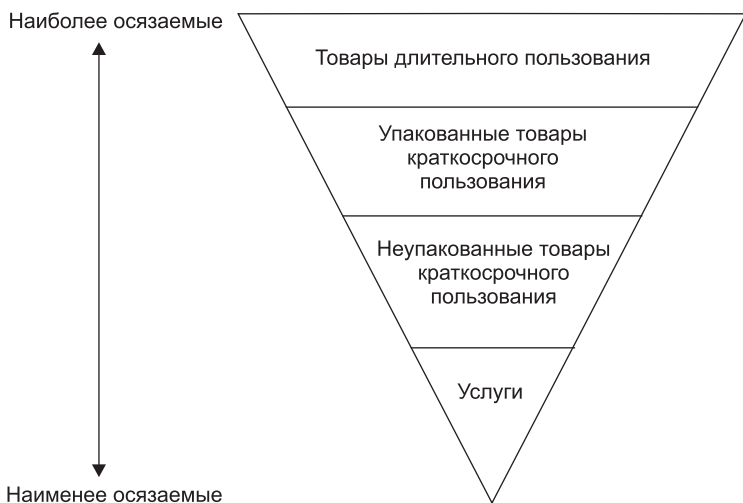 Наиболее осязаемые
Товары длительного пользования
Упакованные товары
краткосрочного
пользования
Неупакованные товары
краткосрочного
пользования
Услуги
Наименее осязаемые